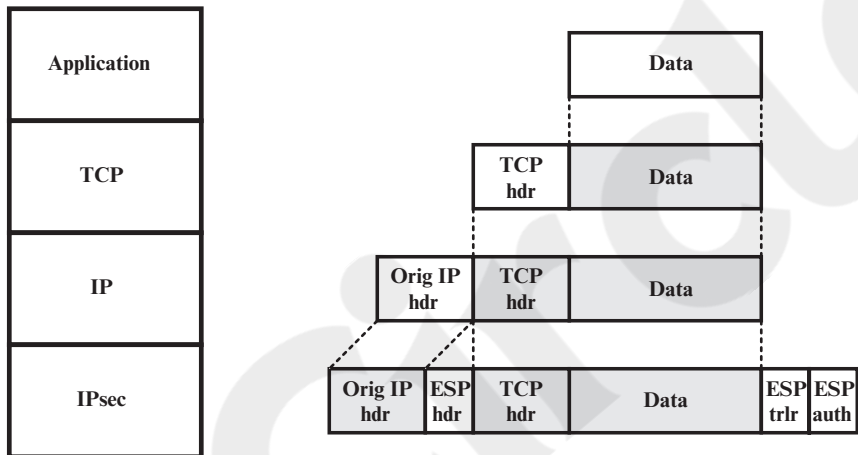 Application
Data
TCP
TCP
hdr
Data
IP
Orig IP
hdr
TCP
hdr
Data
IPsec
Orig IP
hdr
ESP
hdr
TCP
hdr
Data
ESP
trlr
ESP
auth